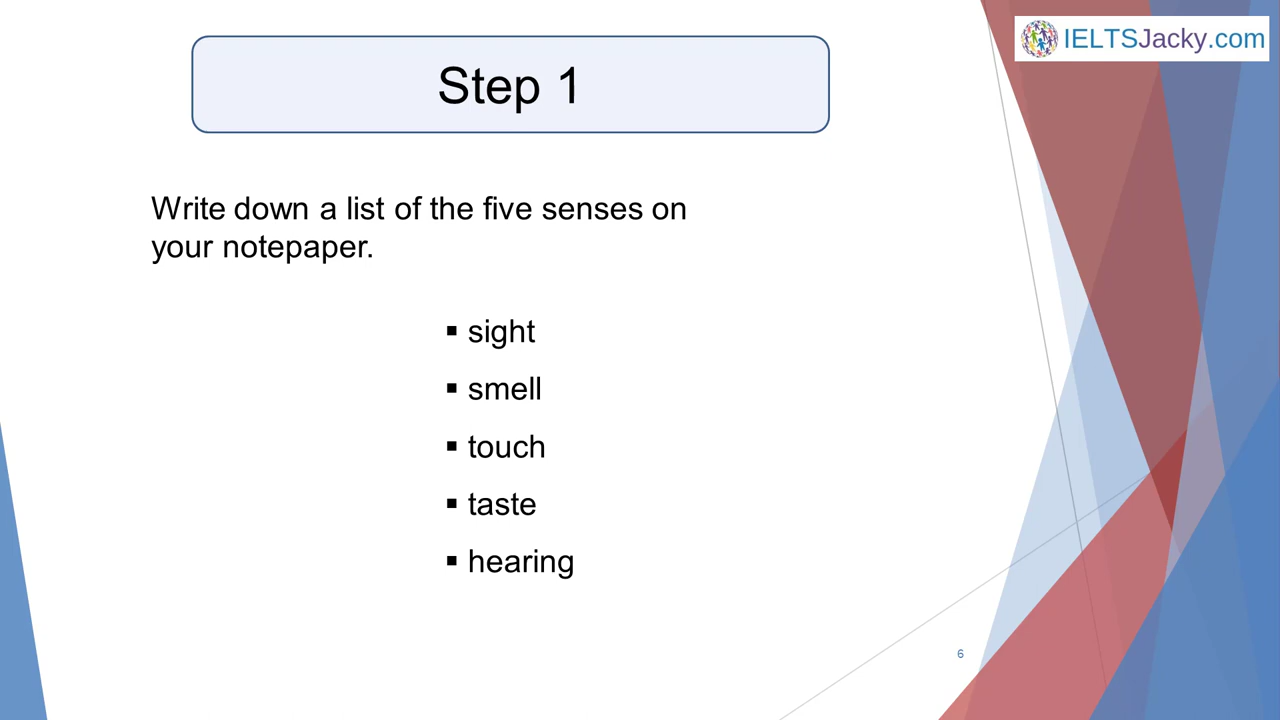 IELTSJacky.com
Step 1
Write down a list of the five senses on
your notepaper.
▪ sight
▪ smell
▪ touch
▪ taste
▪ hearing
6